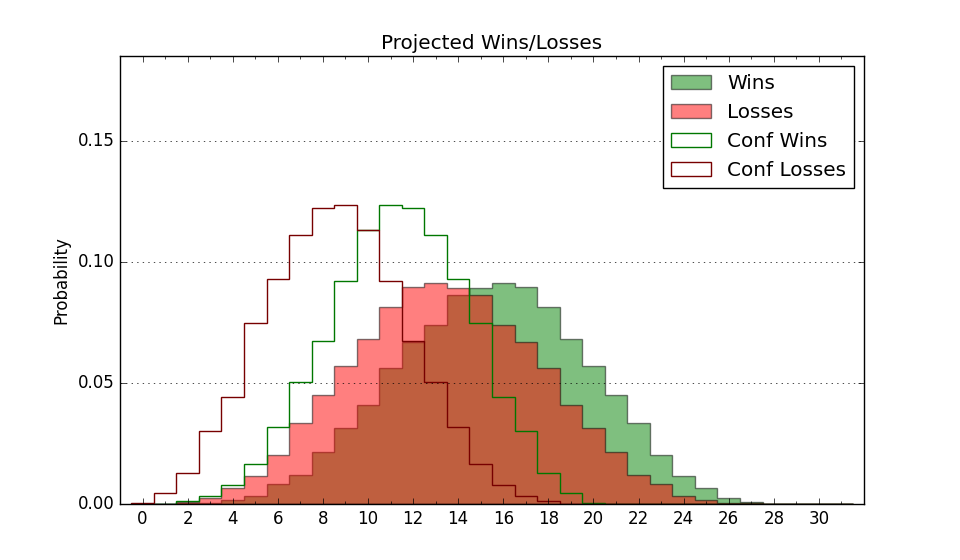 Projected Wins/Losses
Wins
Losses
Conf Wins
Conf Losses
Probability
0.15
0.10
0.05
0.00
0 2 4 6 8 10 12 14 16 18 20 22 24 26 28 30